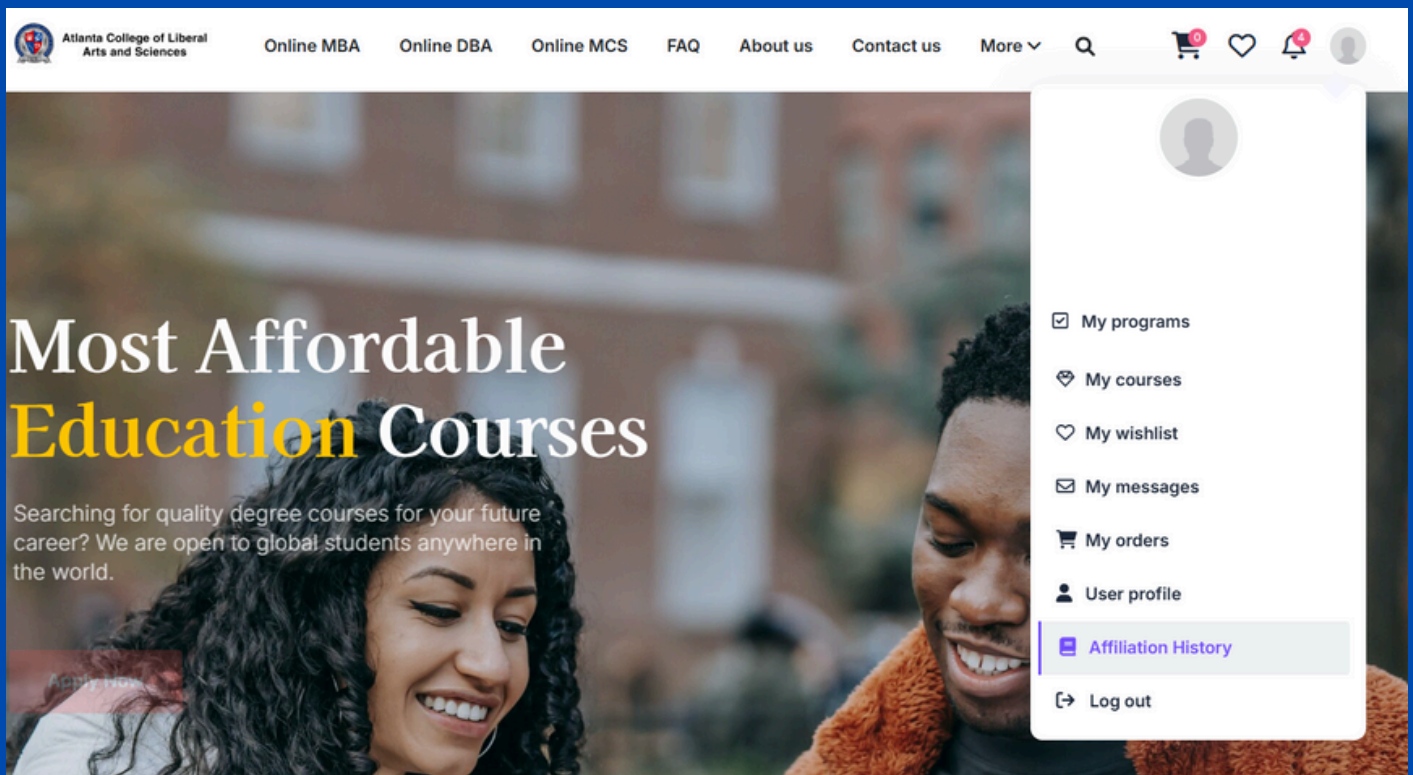 Atlanta College of Liberal
Arts and Sciences
Online MBA
Online DBA
Online MCS
FAQ
About us
Contact us
More
0
4
Most Affordable
Education Courses
Searching for quality degree courses for your future
career? We are open to global students anywhere in
the world.
Apply Now
My programs
My courses
My wishlist
My messages
My orders
User profile
Affiliation History
Log out